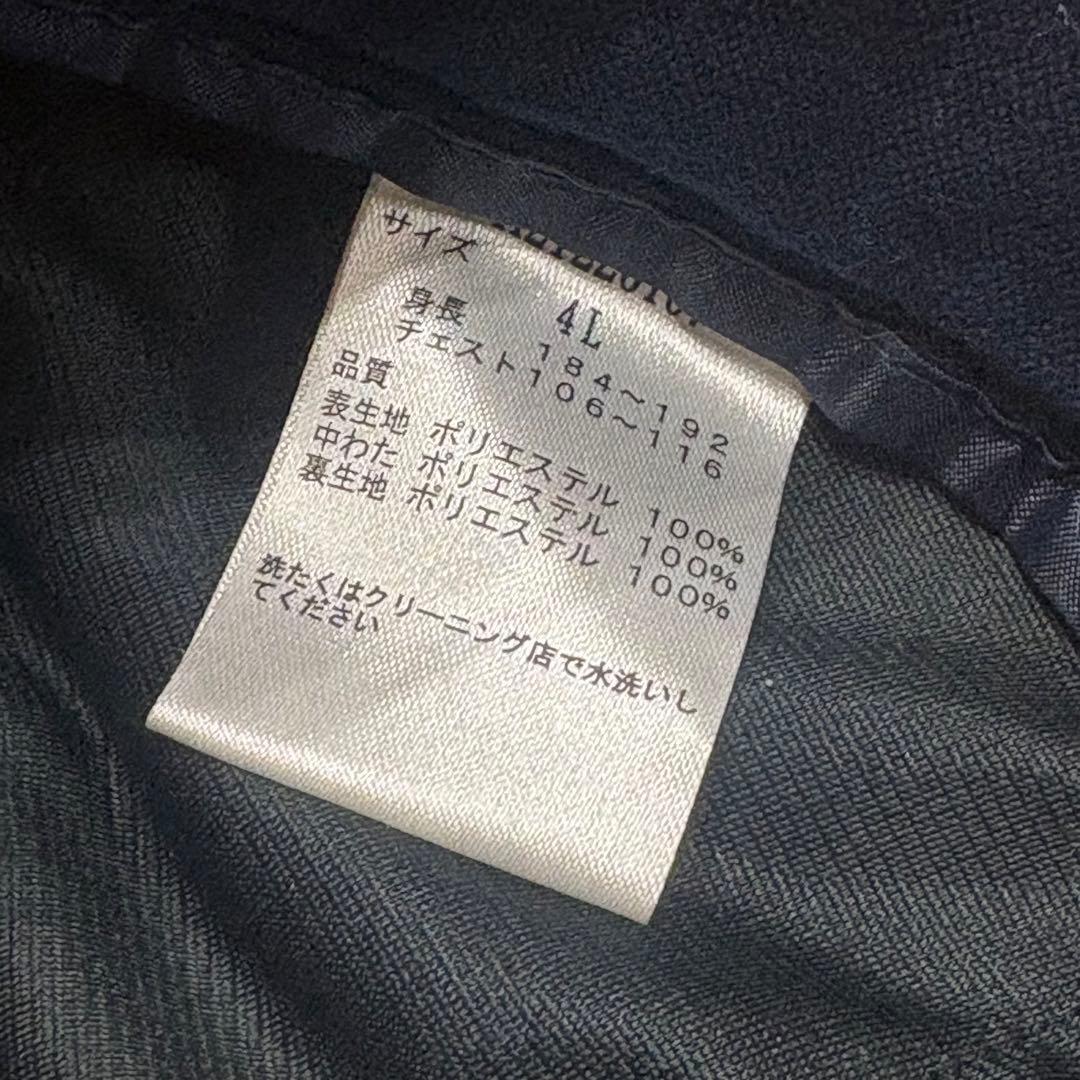 サイズ 4L
身長 184〜192
チェスト106〜116
品質
表生地 ポリエステル 100%
中わた ポリエステル 100%
裏生地 ポリエステル 100%
洗たくはクリーニング店で水洗いし
てください